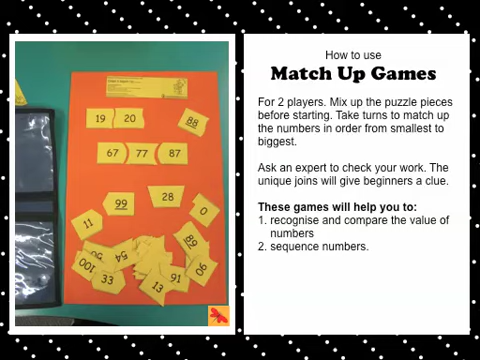 19 20
88
67 77 87
99
28
0
11
54
100
33
13
How to use
Match Up Games
For 2 players. Mix up the puzzle pieces
before starting. Take turns to match up
the numbers in order from smallest to
biggest.
Ask an expert to check your work. The
unique joins will give beginners a clue.
These games will help you to:
1. recognise and compare the value of
numbers
2. sequence numbers.